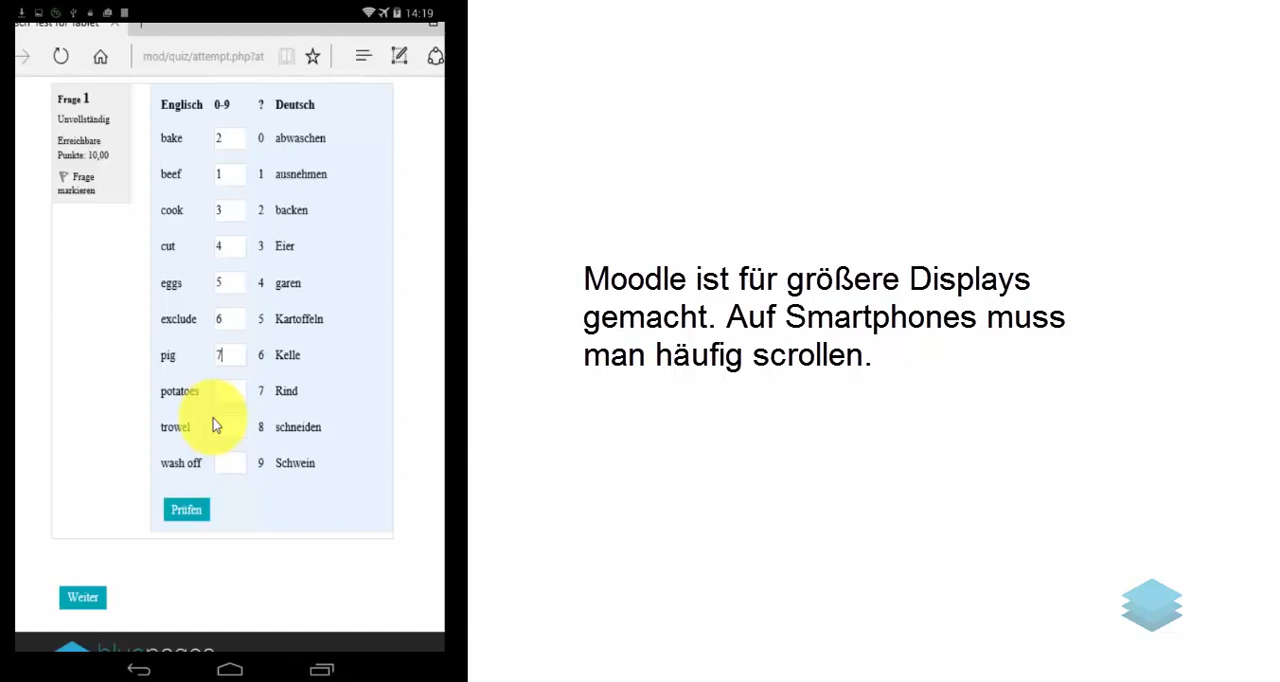 14:19
mod/quiz/attempt.php?at
Frage 1
Unvollständig
Erreichbare
Punkte: 10,00
Frage
markieren
Englisch 0-9 ? Deutsch
bake 2 0 abwaschen
beef 1 1 ausnehmen
cook 3 2 backen
cut 4 3 Eier
eggs 5 4 garen
exclude 6 5 Kartoffeln
pig 7 6 Kelle
potatoes 7 Rind
trowel 8 schneiden
wash off 9 Schwein
Prüfen
Weiter
Moodle ist für größere Displays
gemacht. Auf Smartphones muss
man häufig scrollen.